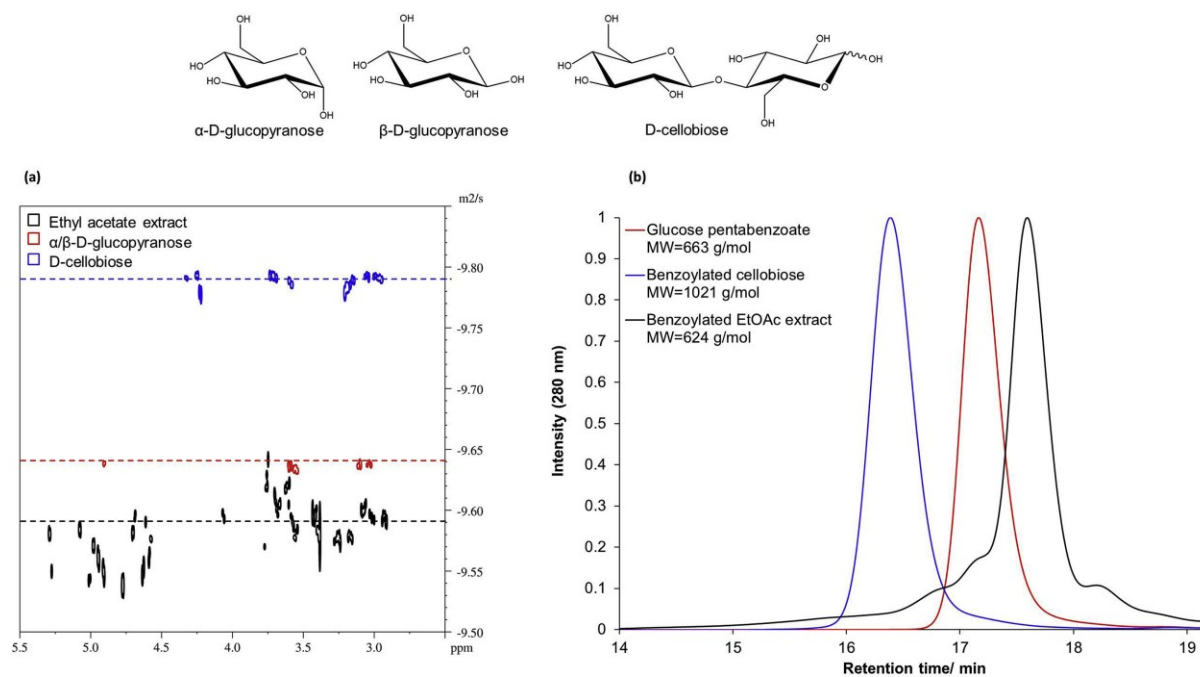 OH
O
HO
HO
OH
OH
α-D-glucopyranose
OH
O
HO
HO
OH
OH
β-D-glucopyranose
OH
O
HO
HO
OH
O
HO
OH
OH
O
OH
D-cellobiose
(a)
m2/s
Ethyl acetate extract
α/β-D-glucopyranose
D-cellobiose
-9.80
-9.75
-9.70
-9.65
-9.60
-9.55
-9.50
5.5 5.0 4.5 4.0 3.5 3.0 ppm
(b)
Intensity (280 nm)
1
0.9
0.8
0.7
0.6
0.5
0.4
0.3
0.2
0.1
0
Glucose pentabenzoate
MW=663 g/mol
Benzoylated cellobiose
MW=1021 g/mol
Benzoylated EtOAc extract
MW=624 g/mol
14 15 16 17 18 19
Retention time/ min